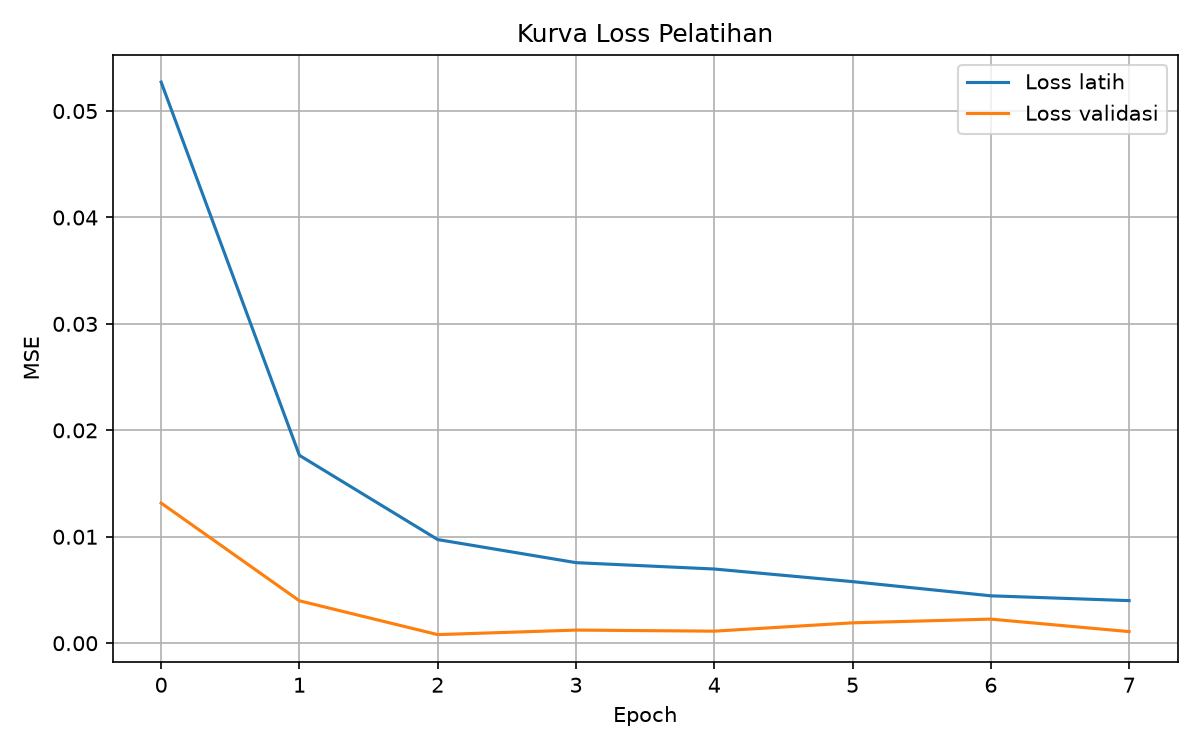 Kurva Loss Pelatihan
Loss latih
Loss validasi
MSE
0.05
0.04
0.03
0.02
0.01
0.00
0 1 2 3 4 5 6 7
Epoch